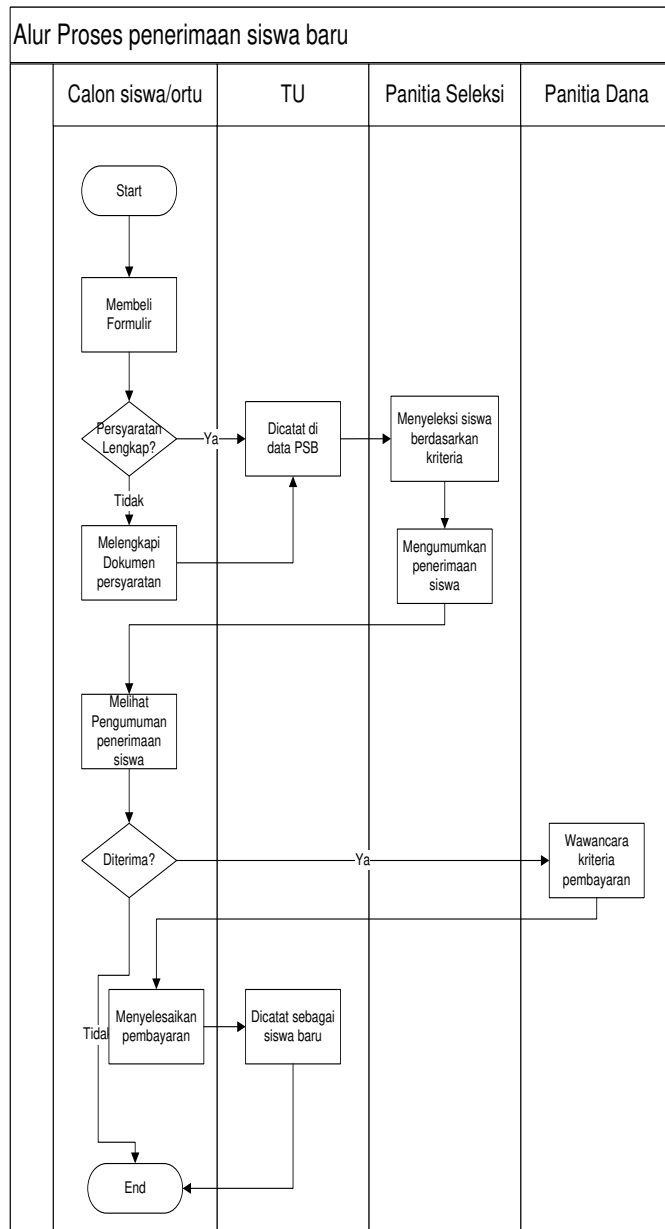 Alur Proses penerimaan siswa baru
Calon siswa/ortu
TU
Panitia Seleksi
Panitia Dana
Start
Membeli
Formulir
Persyaratan
Lengkap?
Ya
Dicatat di
data PSB
Menyeleksi siswa
berdasarkan
kriteria
Tidak
Melengkapi
Dokumen
persyaratan
Mengumumkan
penerimaan
siswa
Melihat
Pengumuman
penerimaan
siswa
Diterima?
Ya
Wawancara
kriteria
pembayaran
Tidak
Menyelesaikan
pembayaran
Dicatat sebagai
siswa baru
End